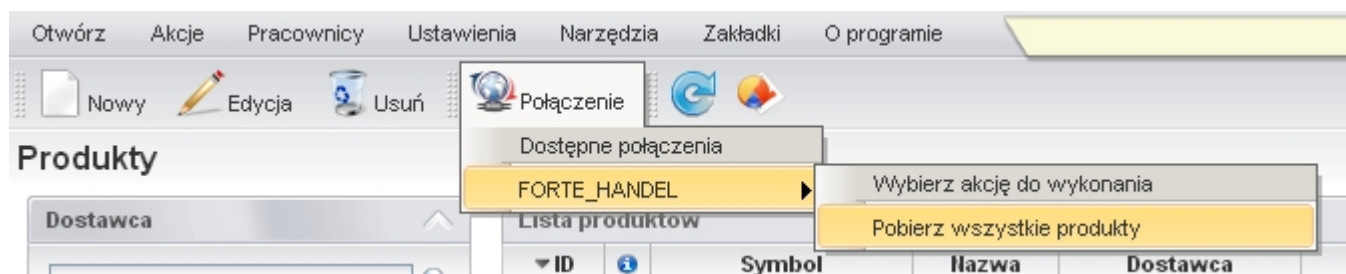 Otwórz Akcje Pracownicy Ustawienia Narzędzia Zakładki O programie
Nowy Edycja Usuń Połączenie
Produkty
Dostępne połączenia
FORTE_HANDEL
Wybierz akcję do wykonania
Pobierz wszystkie produkty
Dostawca
Lista produktów
ID Symbol Nazwa Dostawca